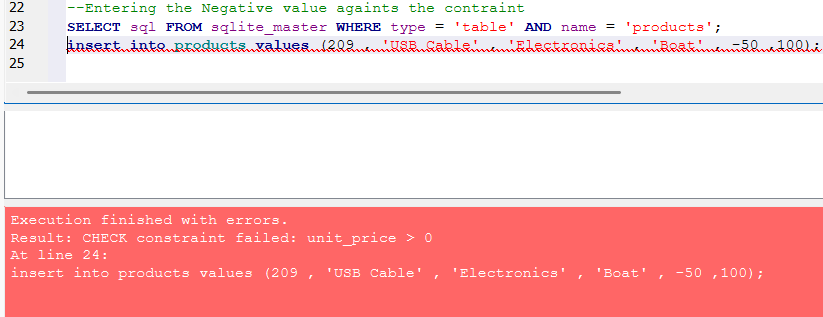 22 --Entering the Negative value againts the contraint
23 SELECT sql FROM sqlite_master WHERE type = 'table' AND name = 'products';
24 insert into products values (209 , 'USB Cable' , 'Electronics' , 'Boat' , -50 ,100);
25
Execution finished with errors.
Result: CHECK constraint failed: unit_price > 0
At line 24:
insert into products values (209 , 'USB Cable' , 'Electronics' , 'Boat' , -50 ,100);